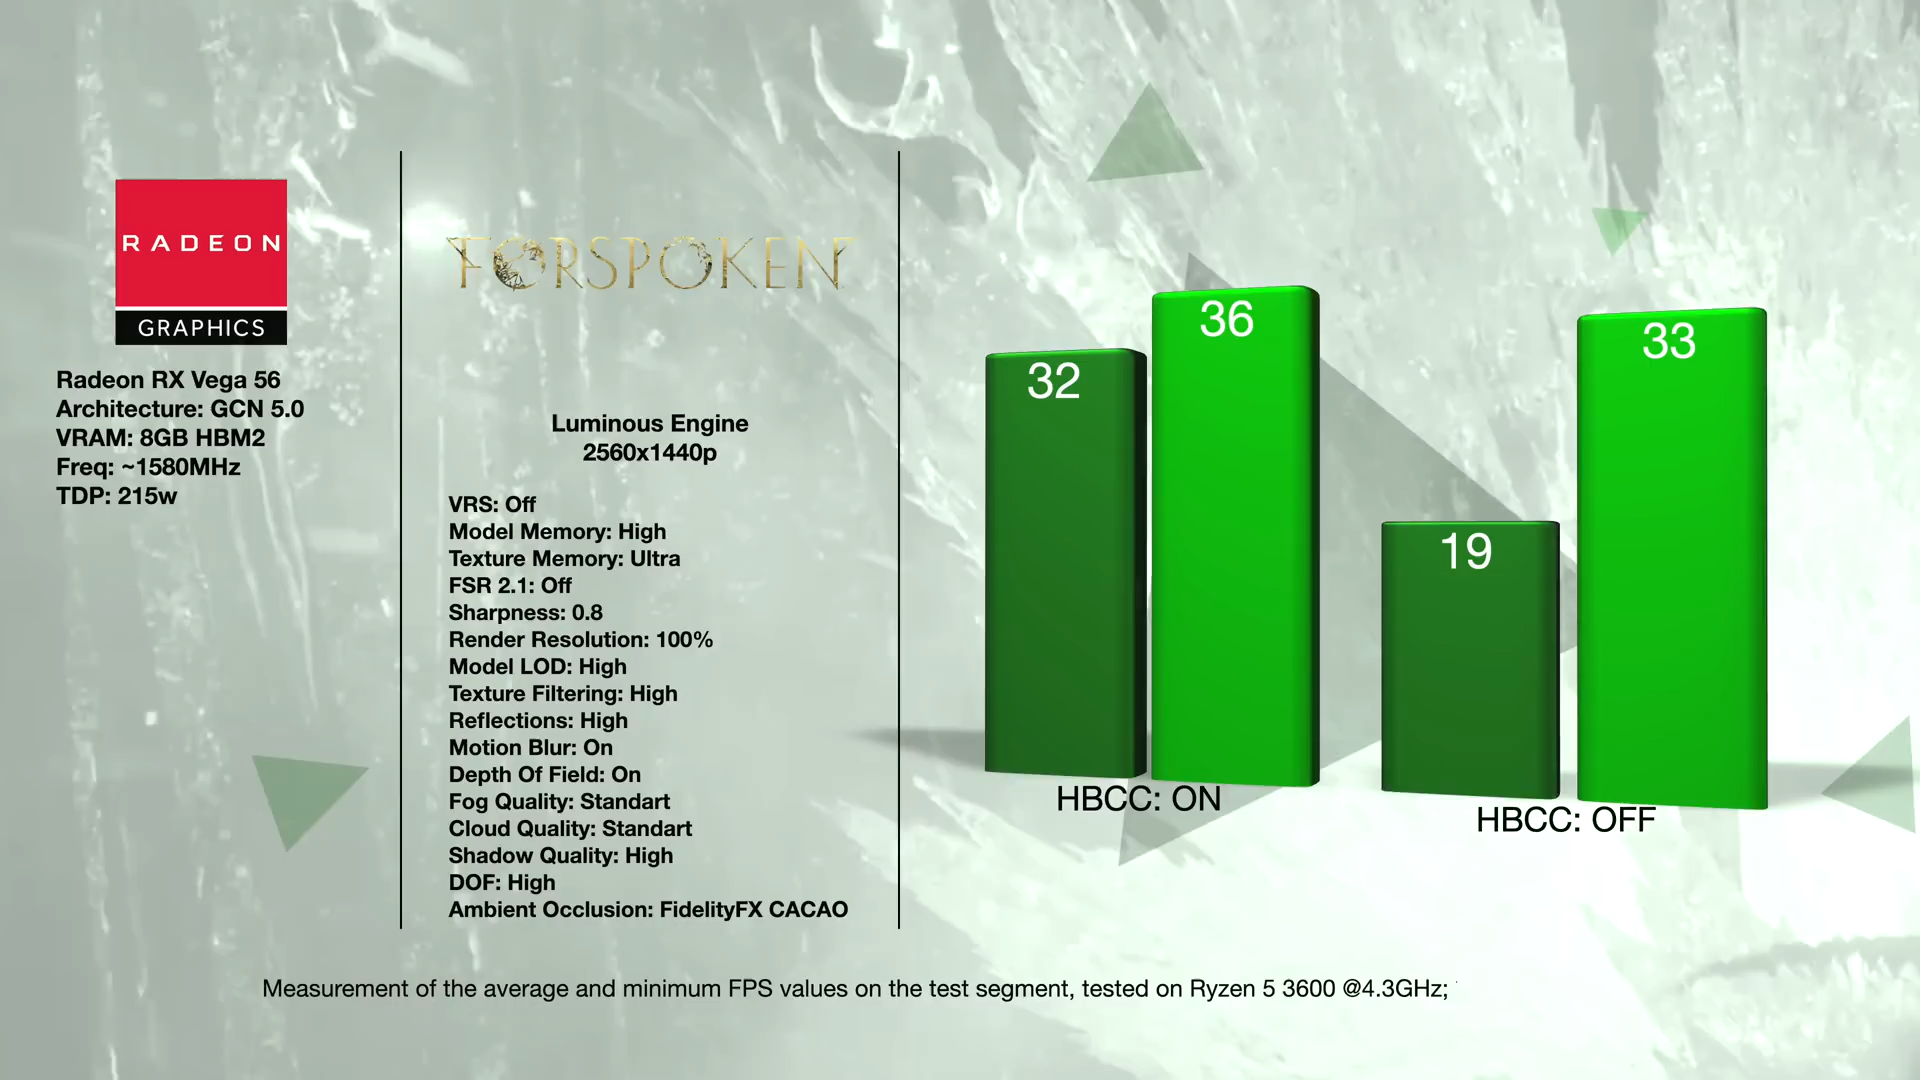 RADEON
GRAPHICS
Radeon RX Vega 56
Architecture: GCN 5.0
VRAM: 8GB HBM2
Freq: ~1580MHz
TDP: 215w
FORSPOKEN
Luminous Engine
2560x1440p
VRS: Off
Model Memory: High
Texture Memory: Ultra
FSR 2.1: Off
Sharpness: 0.8
Render Resolution: 100%
Model LOD: High
Texture Filtering: High
Reflections: High
Motion Blur: On
Depth Of Field: On
Fog Quality: Standart
Cloud Quality: Standart
Shadow Quality: High
DOF: High
Ambient Occlusion: FidelityFX CACAO
32
36
HBCC: ON
19
33
HBCC: OFF
Measurement of the average and minimum FPS values on the test segment, tested on Ryzen 5 3600 @4.3GHz;